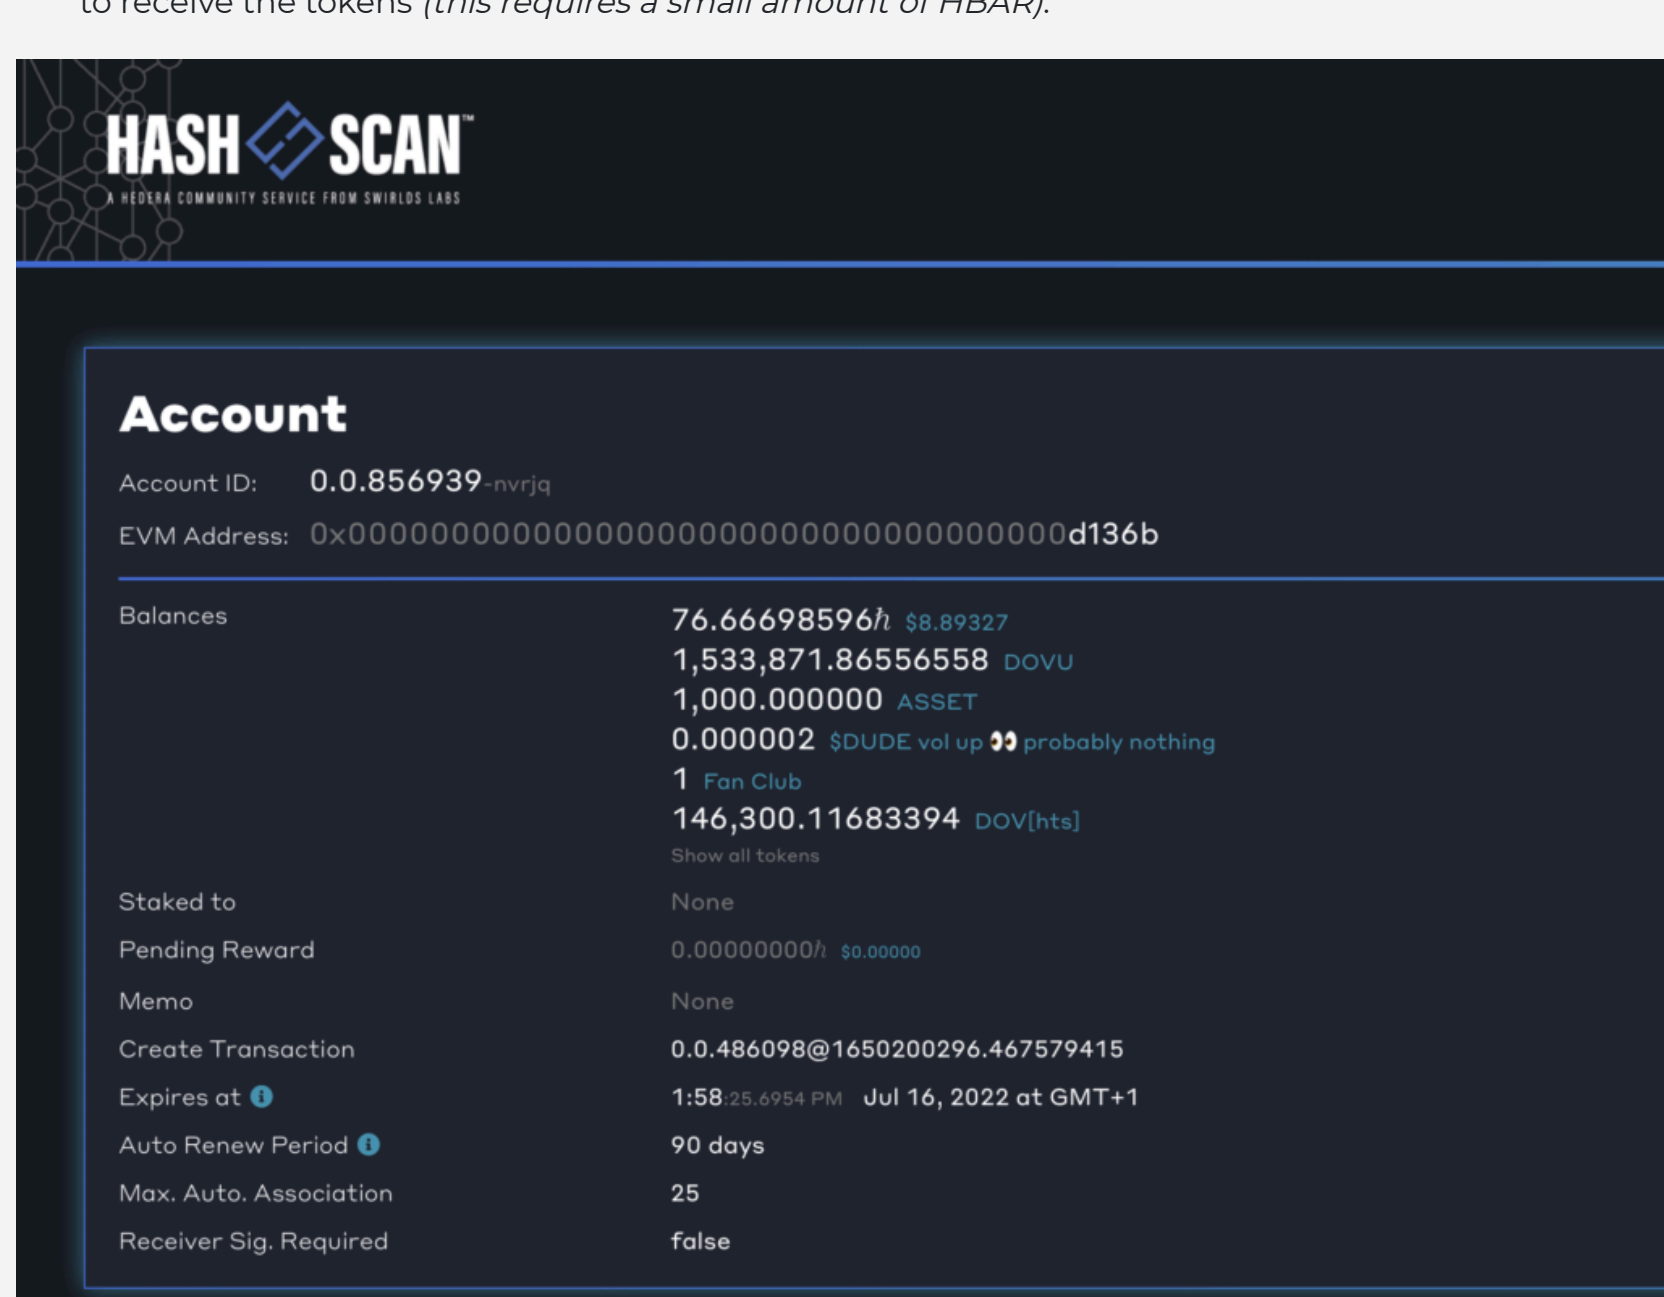 to receive the tokens (this requires a small amount of HBAR).
HASH SCAN™
A HEDERA COMMUNITY SERVICE FROM SWIRLDS LABS
Account
Account ID: 0.0.856939-nvrjq
EVM Address: 0x00000000000000000000000000000000000d136b
Balances 76.66698596ℏ $8.89327
1,533,871.86556558 DOVU
1,000.000000 ASSET
0.000002 $DUDE vol up 👀 probably nothing
1 Fan Club
146,300.11683394 DOV[hts]
Show all tokens
Staked to None
Pending Reward 0.00000000ℏ $0.00000
Memo None
Create Transaction 0.0.486098@1650200296.467579415
Expires at 1:58:25.6954 PM Jul 16, 2022 at GMT+1
Auto Renew Period 90 days
Max. Auto. Association 25
Receiver Sig. Required false